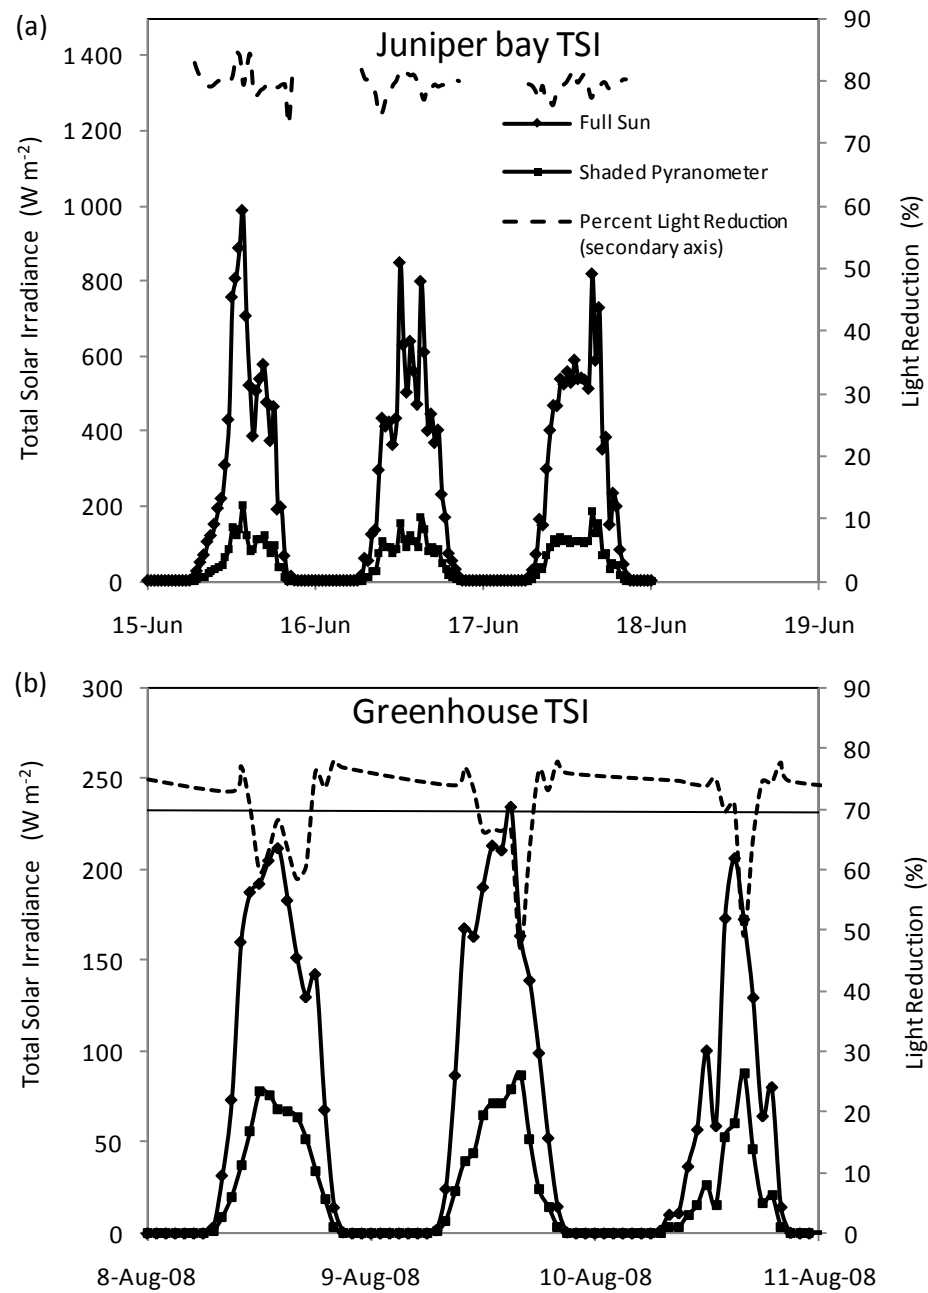 (a)
Juniper bay TSI
1 400
1 200
1 000
800
600
400
200
0
Total Solar Irradiance (W m-2)
90
80
70
60
50
40
30
20
10
0
Light Reduction (%)
Full Sun
Shaded Pyranometer
Percent Light Reduction
(secondary axis)
15-Jun 16-Jun 17-Jun 18-Jun 19-Jun
(b)
Greenhouse TSI
300
250
200
150
100
50
0
Total Solar Irradiance (W m-2)
90
80
70
60
50
40
30
20
10
0
Light Reduction (%)
8-Aug-08 9-Aug-08 10-Aug-08 11-Aug-08